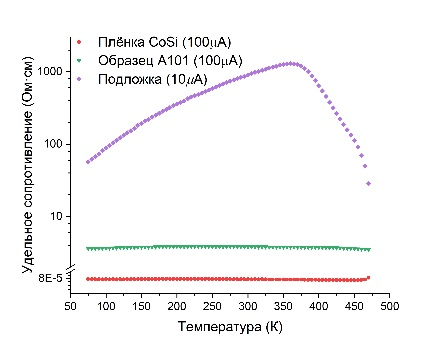 Плёнка CoSi (100μA)
Образец A101 (100μA)
Подложка (10μA)
Удельное сопротивление (Ом·см)
1000
100
10
8E-5
50 100 150 200 250 300 350 400 450 500
Температура (К)